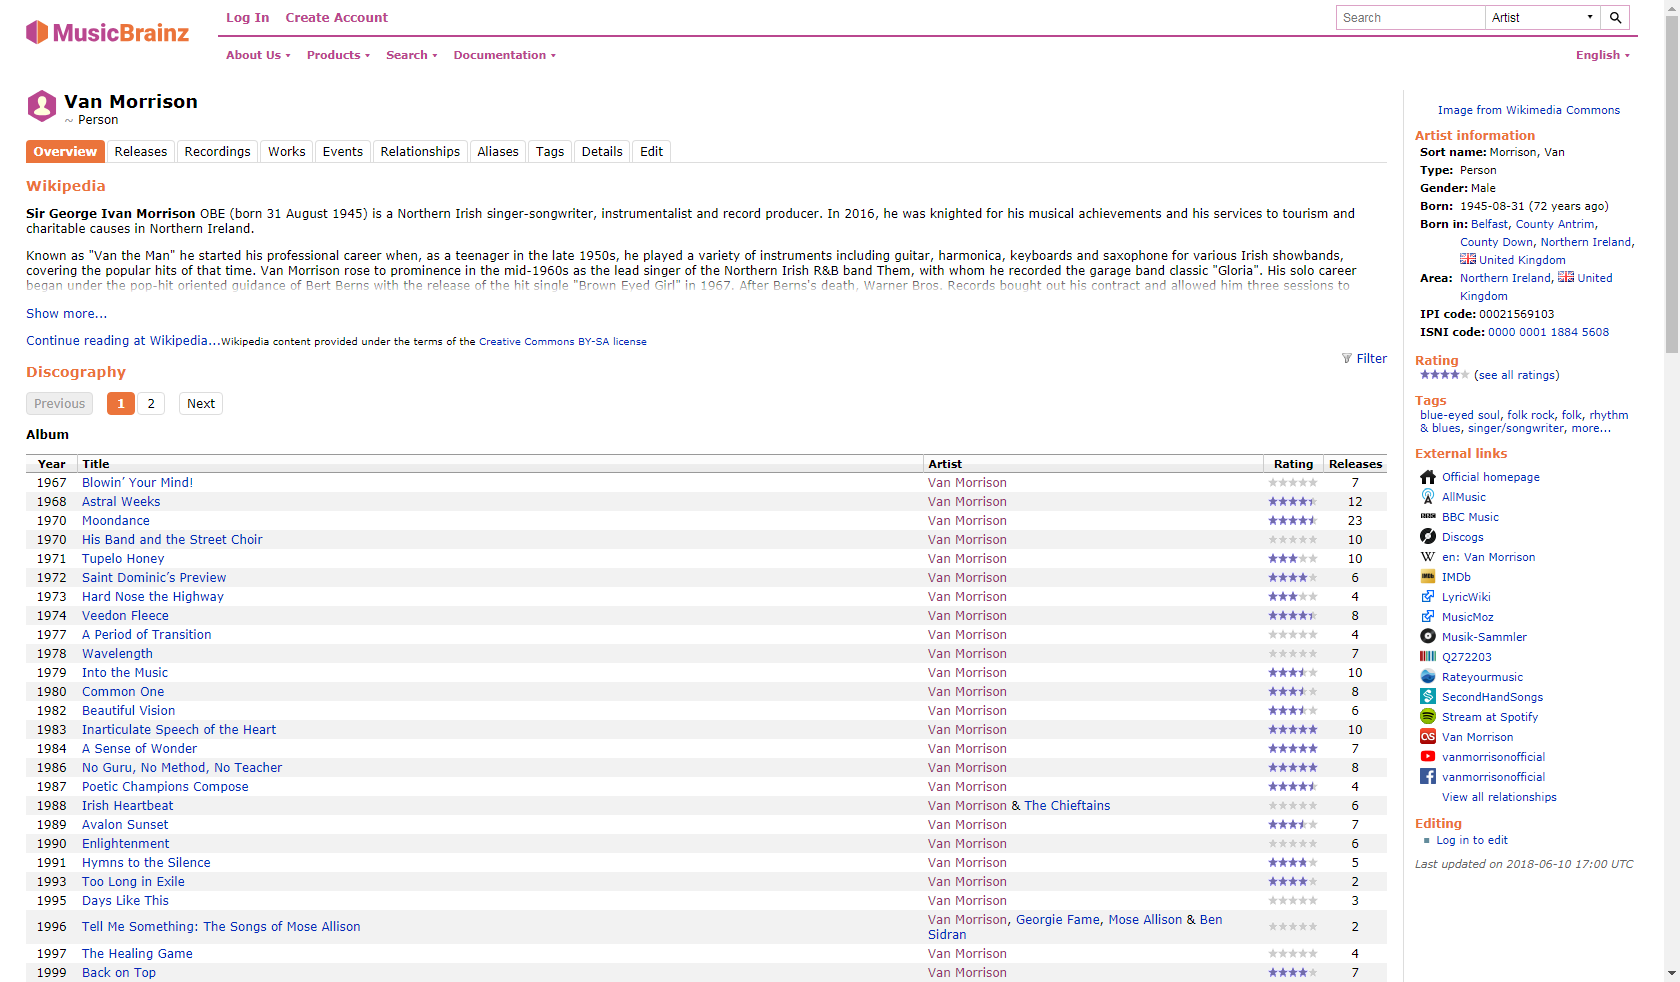 MusicBrainz
Log In Create Account
Search Artist
About Us Products Search Documentation English
Van Morrison
~ Person
Overview Releases Recordings Works Events Relationships Aliases Tags Details Edit
Wikipedia
Sir George Ivan Morrison OBE (born 31 August 1945) is a Northern Irish singer-songwriter, instrumentalist and record producer. In 2016, he was knighted for his musical achievements and his services to tourism and
charitable causes in Northern Ireland.
Known as "Van the Man" he started his professional career when, as a teenager in the late 1950s, he played a variety of instruments including guitar, harmonica, keyboards and saxophone for various Irish showbands,
covering the popular hits of that time. Van Morrison rose to prominence in the mid-1960s as the lead singer of the Northern Irish R&B band Them, with whom he recorded the garage band classic "Gloria". His solo career
began under the pop-hit oriented guidance of Bert Berns with the release of the hit single "Brown Eyed Girl" in 1967. After Berns's death, Warner Bros. Records bought out his contract and allowed him three sessions to
Show more...
Continue reading at Wikipedia... Wikipedia content provided under the terms of the Creative Commons BY-SA license
Filter
Discography
Previous 1 2 Next
Album
Year Title Artist Rating Releases
1967 Blowin’ Your Mind! Van Morrison 7
1968 Astral Weeks Van Morrison 12
1970 Moondance Van Morrison 23
1970 His Band and the Street Choir Van Morrison 10
1971 Tupelo Honey Van Morrison 10
1972 Saint Dominic’s Preview Van Morrison 6
1973 Hard Nose the Highway Van Morrison 4
1974 Veedon Fleece Van Morrison 8
1977 A Period of Transition Van Morrison 4
1978 Wavelength Van Morrison 7
1979 Into the Music Van Morrison 10
1980 Common One Van Morrison 8
1982 Beautiful Vision Van Morrison 6
1983 Inarticulate Speech of the Heart Van Morrison 10
1984 A Sense of Wonder Van Morrison 7
1986 No Guru, No Method, No Teacher Van Morrison 8
1987 Poetic Champions Compose Van Morrison 4
1988 Irish Heartbeat Van Morrison & The Chieftains 6
1989 Avalon Sunset Van Morrison 7
1990 Enlightenment Van Morrison 6
1991 Hymns to the Silence Van Morrison 5
1993 Too Long in Exile Van Morrison 2
1995 Days Like This Van Morrison 3
1996 Tell Me Something: The Songs of Mose Allison Van Morrison, Georgie Fame, Mose Allison & Ben
Sidran 2
1997 The Healing Game Van Morrison 4
1999 Back on Top Van Morrison 7
Image from Wikimedia Commons
Artist information
Sort name: Morrison, Van
Type: Person
Gender: Male
Born: 1945-08-31 (72 years ago)
Born in: Belfast, County Antrim,
County Down, Northern Ireland,
United Kingdom
Area: Northern Ireland, United
Kingdom
IPI code: 00021569103
ISNI code: 0000 0001 1884 5608
Rating
(see all ratings)
Tags
blue-eyed soul, folk rock, folk, rhythm
& blues, singer/songwriter, more...
External links
Official homepage
AllMusic
BBC Music
Discogs
W en: Van Morrison
IMDb
LyricWiki
MusicMoz
Musik-Sammler
Q272203
Rateyourmusic
SecondHandSongs
Stream at Spotify
Van Morrison
vanmorrisonofficial
vanmorrisonofficial
View all relationships
Editing
Log in to edit
Last updated on 2018-06-10 17:00 UTC